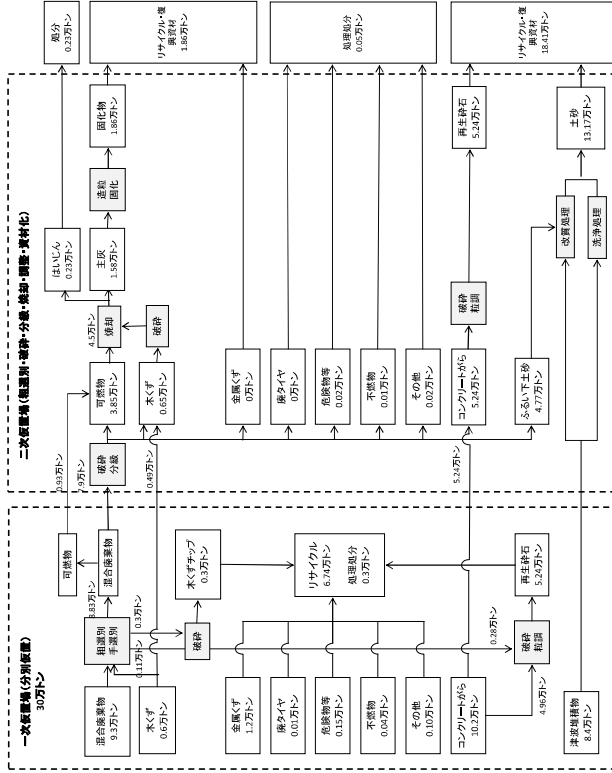 一次仮置場(分別仮置)
30万トン
混合廃棄物
9.3万トン
木くず
0.6万トン
金属くず
1.2万トン
廃タイヤ
0.01万トン
危険物等
0.15万トン
不燃物
0.04万トン
その他
0.10万トン
コンクリートがら
10.2万トン
津波堆積物
8.4万トン
粗選別
手選別
0.11万トン
0.3万トン
8.83万トン
可燃物
混合廃棄物
破砕
木くずチップ
0.3万トン
リサイクル
6.74万トン
処理処分
0.3万トン
0.28万トン
4.96万トン
破砕
粒調
再生砕石
5.24万トン
二次仮置場(粗選別・破砕・分級・焼却・調整・資材化)
0.93万トン
7.9万トン
0.49万トン
5.24万トン
破砕
分級
可燃物
3.85万トン
木くず
0.65万トン
金属くず
0万トン
廃タイヤ
0万トン
危険物等
0.02万トン
不燃物
0.01万トン
その他
0.02万トン
コンクリートがら
5.24万トン
ふるい下土砂
4.77万トン
4.5万トン
焼却
破砕
破砕
粒調
ばいじん
0.23万トン
主灰
1.58万トン
造粒
固化
固化物
1.86万トン
再生砕石
5.24万トン
改質処理
洗浄処理
土砂
13.17万トン
処分
0.23万トン
リサイクル・復
興資材
1.86万トン
処理処分
0.05万トン
リサイクル・復
興資材
18.41万トン